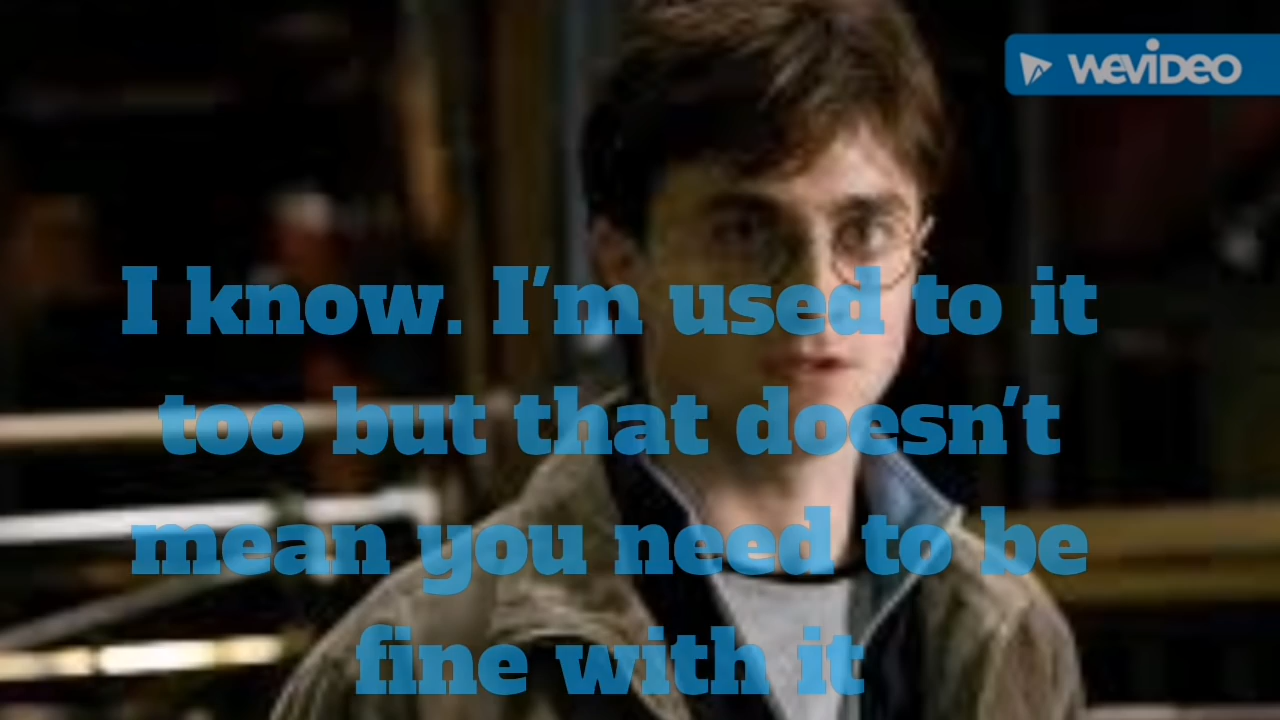 WeVideo
I know. I'm used to it
too but that doesn't
mean you need to be
fine with it